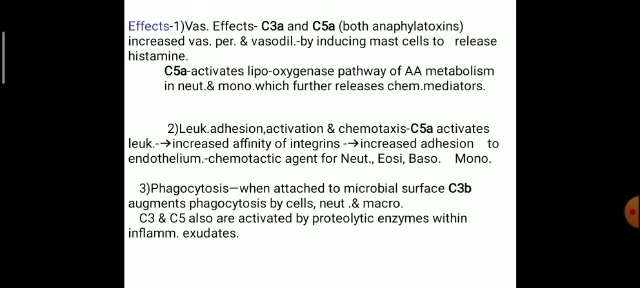 Effects-1)Vas. Effects- C3a and C5a (both anaphylatoxins)
increased vas. per. & vasodil.-by inducing mast cells to release
histamine.
C5a-activates lipo-oxygenase pathway of AA metabolism
in neut.& mono.which further releases chem.mediators.
2)Leuk.adhesion,activation & chemotaxis-C5a activates
leuk.-→increased affinity of integrins -→increased adhesion to
endothelium.-chemotactic agent for Neut., Eosi, Baso. Mono.
3)Phagocytosis—when attached to microbial surface C3b
augments phagocytosis by cells, neut .& macro.
C3 & C5 also are activated by proteolytic enzymes within
inflamm. exudates.